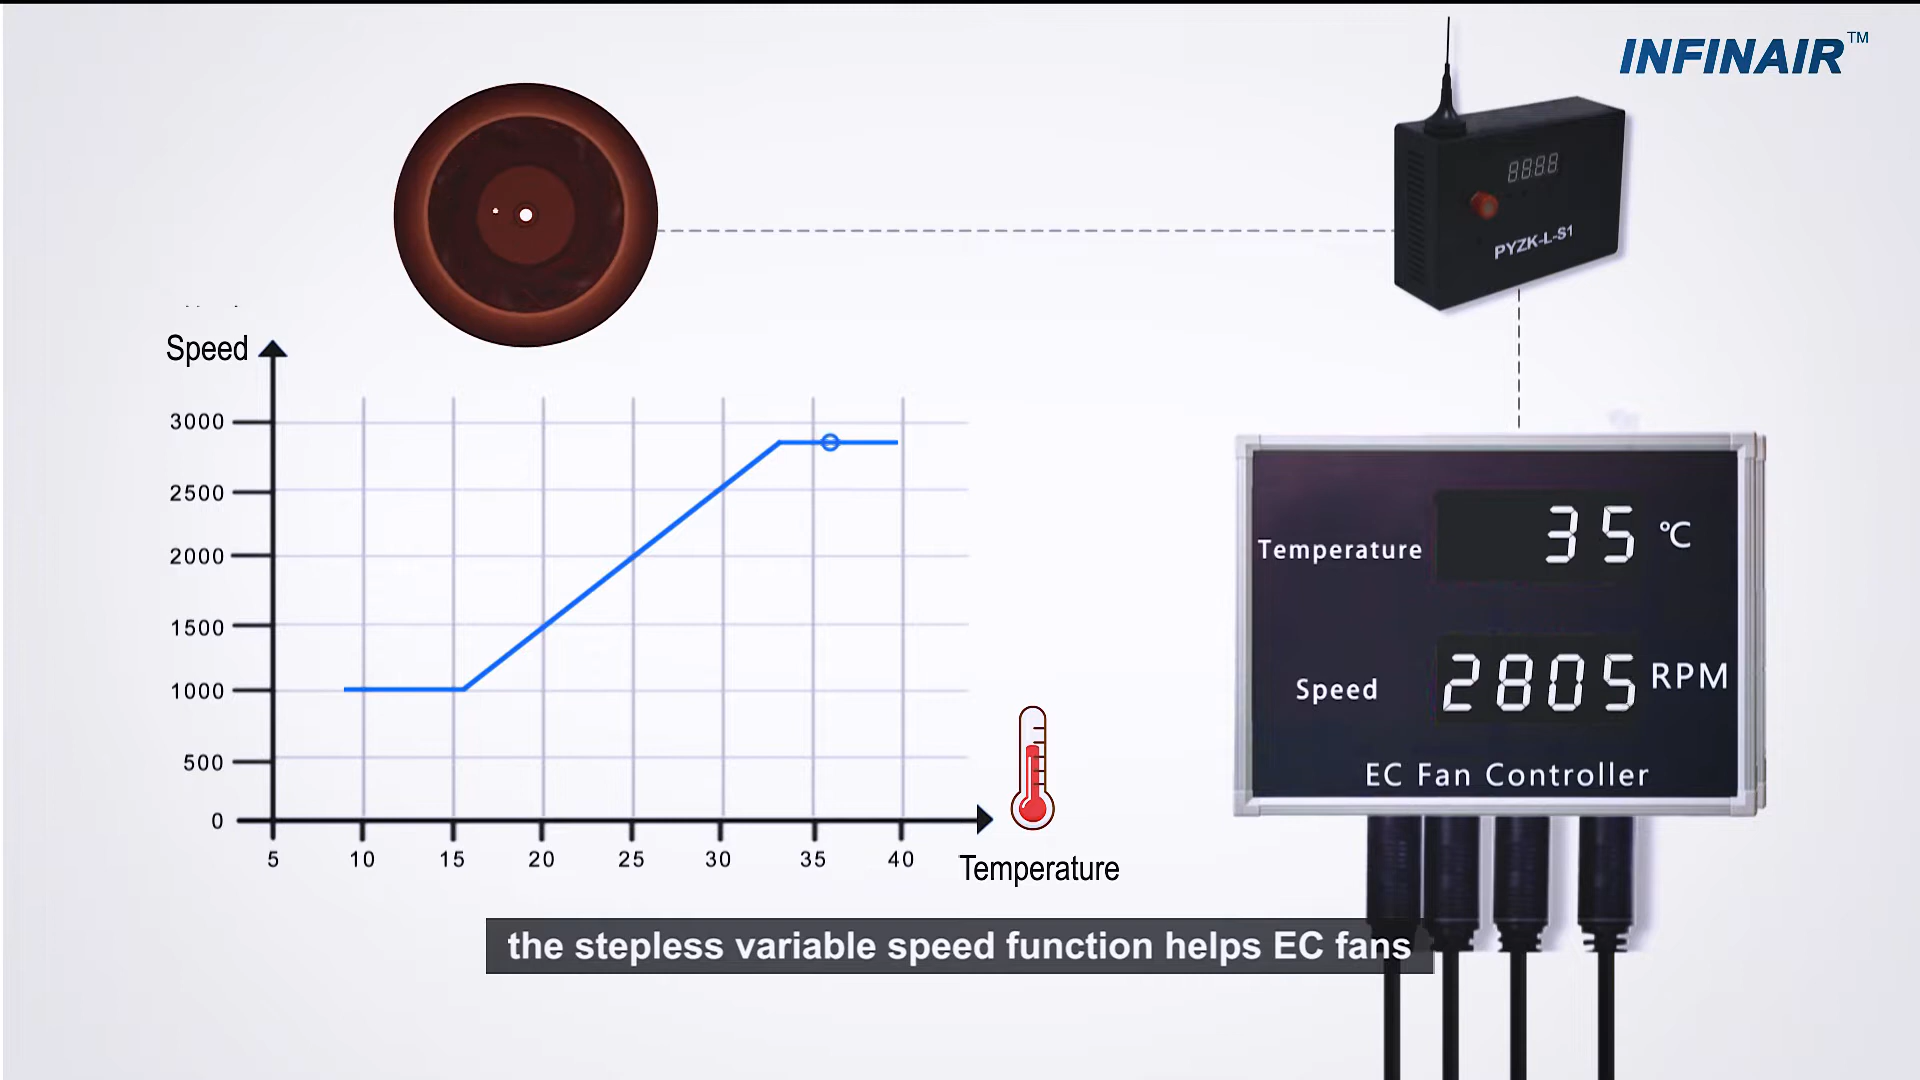 INFINAIR™
8888
PYZK-L-S1
Speed
3000
2500
2000
1500
1000
500
0
5 10 15 20 25 30 35 40
Temperature
Temperature 35 ℃
Speed 2805 RPM
EC Fan Controller
the stepless variable speed function helps EC fans